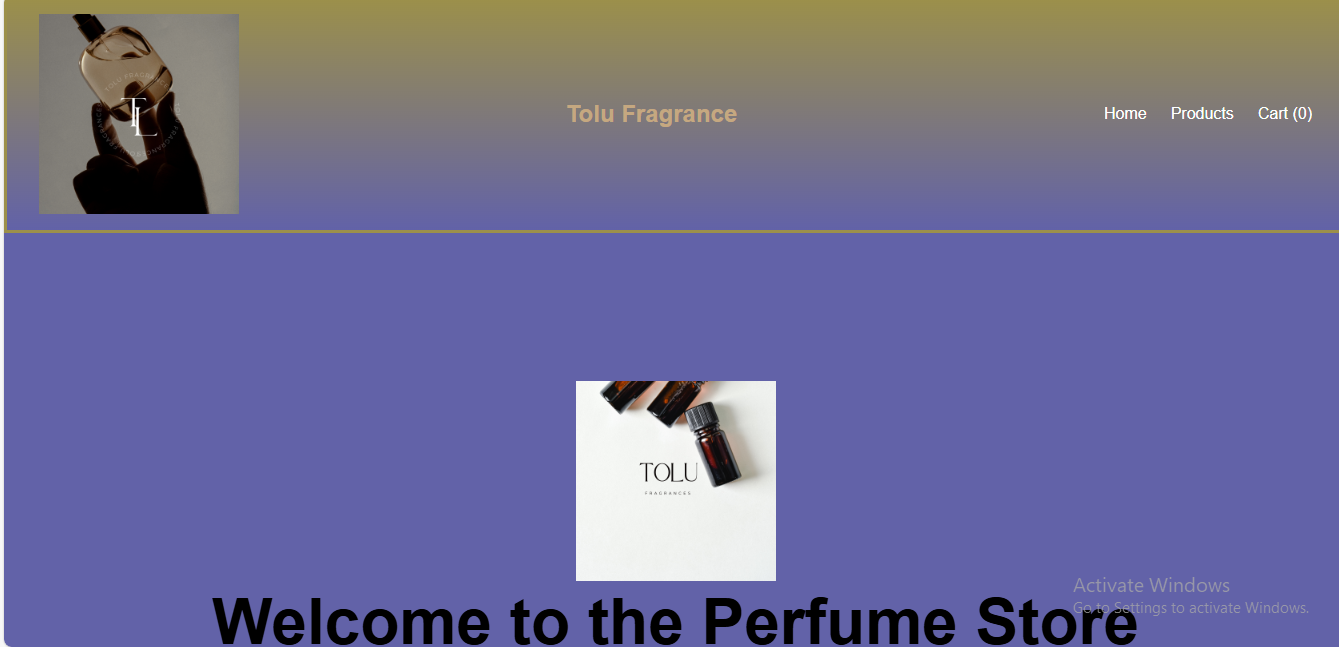 TOLU FRAGRANCES
TL
Tolu Fragrance
Home Products Cart (0)
TOLU
FRAGRANCES
Welcome to the Perfume Store
Activate Windows
Go to Settings to activate Windows.